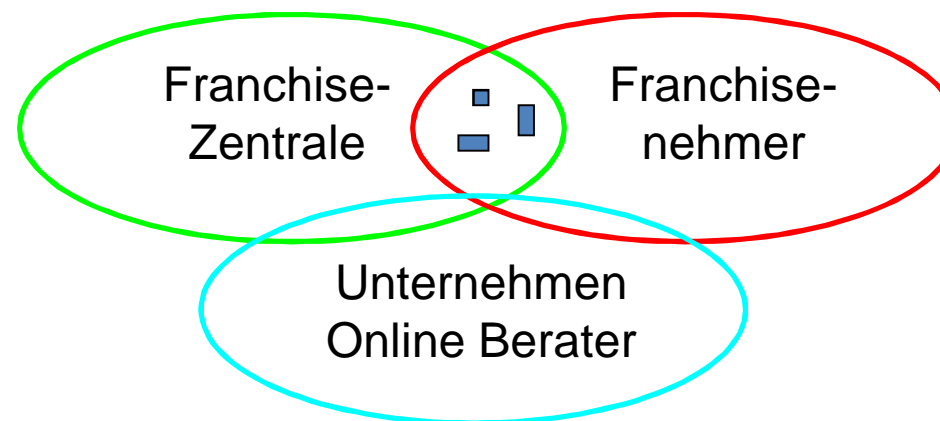 Franchise-
Zentrale
Franchise-
nehmer
Unternehmen
Online Berater